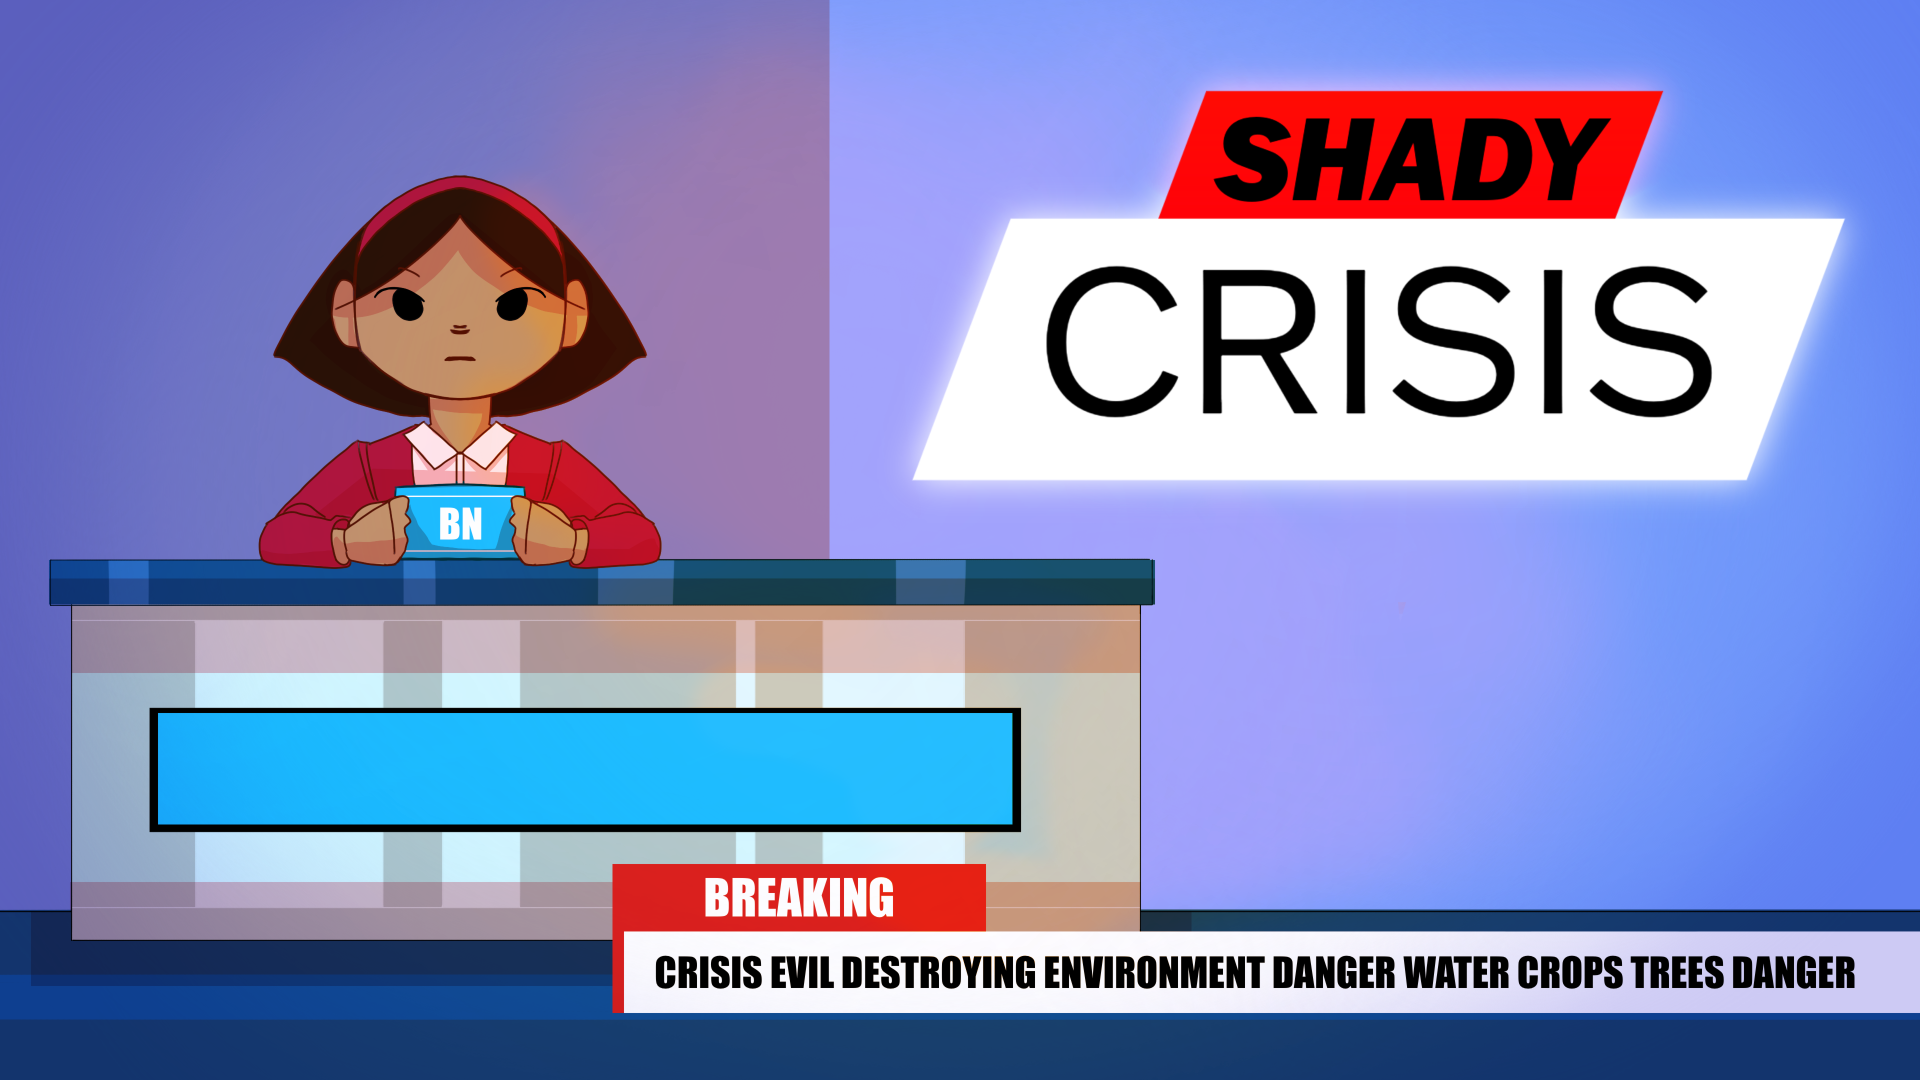 SHADY
CRISIS
BN
BREAKING
CRISIS EVIL DESTROYING ENVIRONMENT DANGER WATER CROPS TREES DANGER